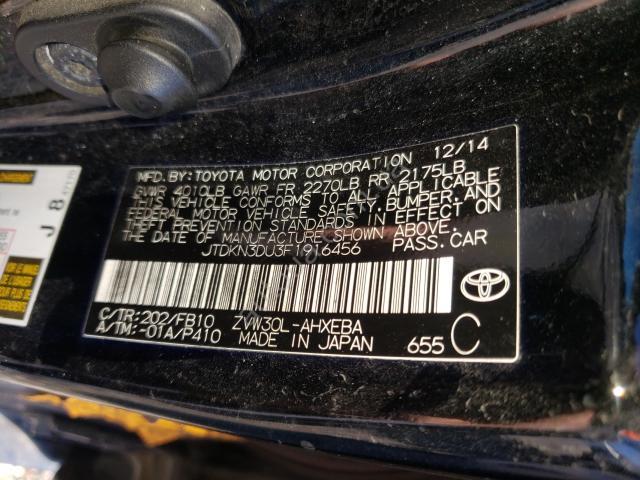 12/14
MFD. BY: TOYOTA MOTOR CORPORATION
GVWR 4010LB GAWR FR 2270LB RR 2175LB
THIS VEHICLE CONFORMS TO ALL APPLICABLE
FEDERAL MOTOR VEHICLE SAFETY, BUMPER, AND
THEFT PREVENTION STANDARDS IN EFFECT ON
THE DATE OF MANUFACTURE SHOWN ABOVE.
JTDKN3DU3F1916456 PASS. CAR
C/TR: 202/FB10 ZVW30L-AHXEBA
A/TM: -01A/P410 MADE IN JAPAN
655 C
J 8